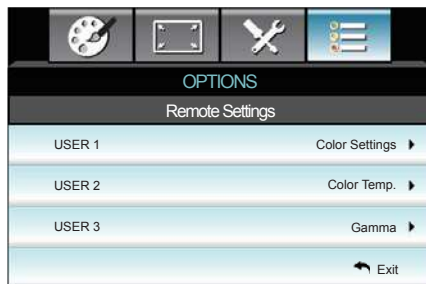 OPTIONS
Remote Settings
USER 1 Color Settings
USER 2 Color Temp.
USER 3 Gamma
Exit